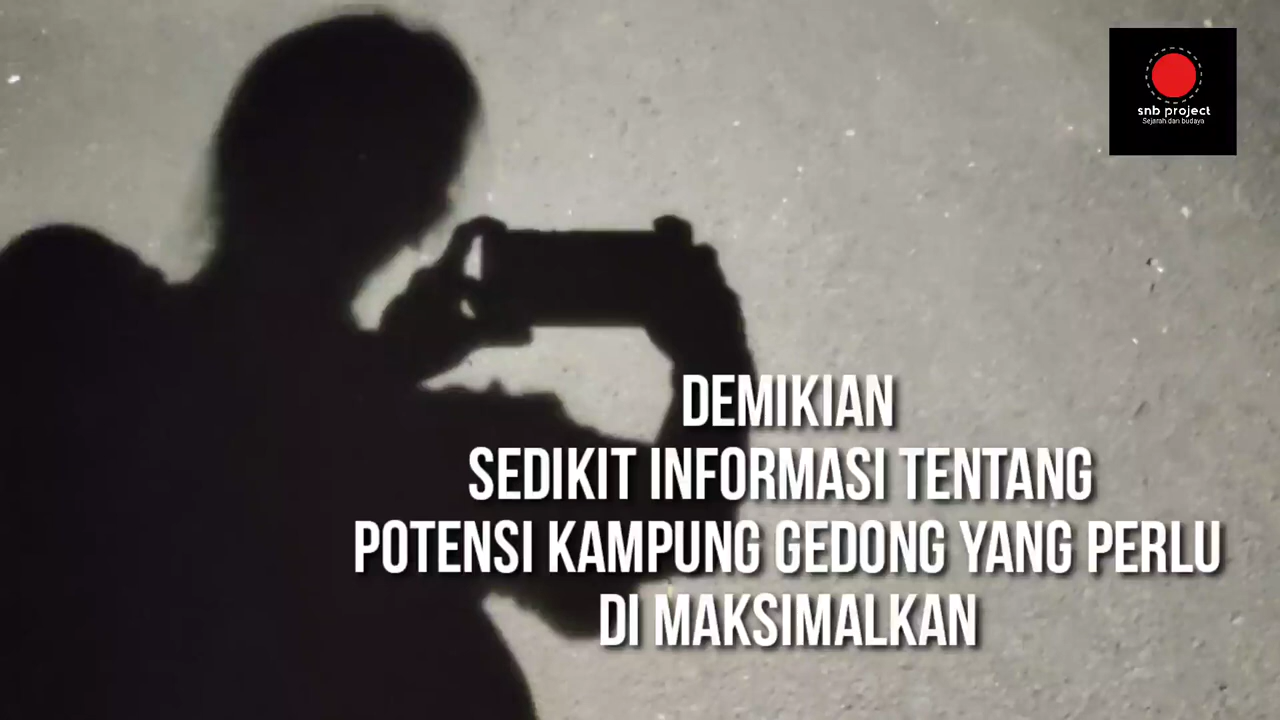 snb project
Sejarah dan budaya
DEMIKIAN
SEDIKIT INFORMASI TENTANG
POTENSI KAMPUNG GEDONG YANG PERLU
DI MAKSIMALKAN